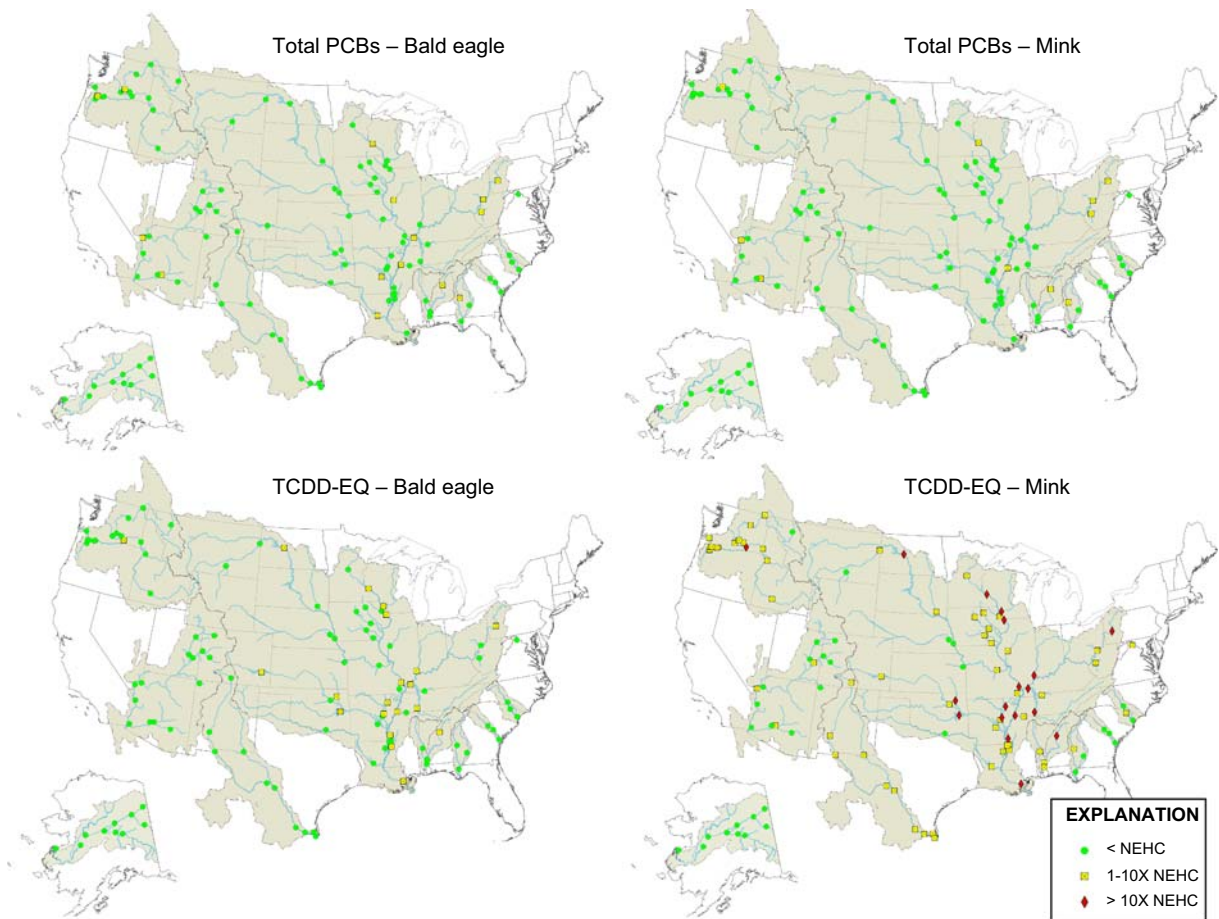 Total PCBs – Bald eagle
Total PCBs – Mink
TCDD-EQ – Bald eagle
TCDD-EQ – Mink
EXPLANATION
< NEHC
1-10X NEHC
> 10X NEHC